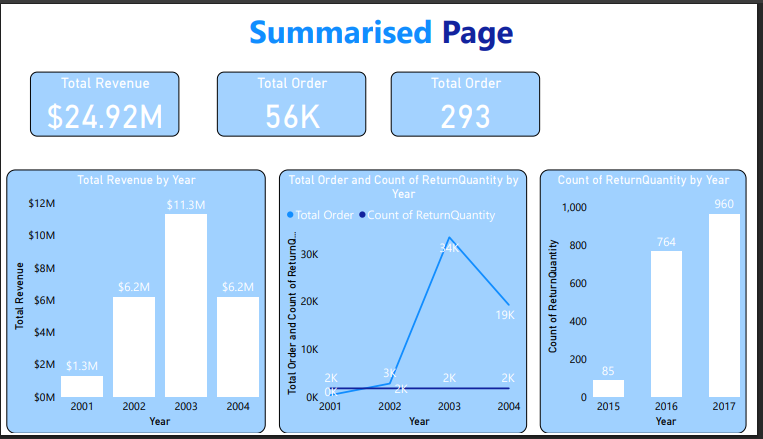 Summarised Page
Total Revenue
$24.92M
Total Order
56K
Total Order
293
Total Revenue by Year
Total Revenue
$12M
$10M
$8M
$6M
$4M
$2M
$0M
$1.3M
$6.2M
$11.3M
$6.2M
2001
2002
2003
2004
Year
Total Order and Count of ReturnQuantity by
Year
Total Order
Count of ReturnQuantity
Total Order and Count of ReturnQ...
30K
20K
10K
0K
0K
3K
34K
19K
2K
2K
2K
2K
2001
2002
2003
2004
Year
Count of ReturnQuantity by Year
Count of ReturnQuantity
1,000
800
600
400
200
0
85
764
960
2015
2016
2017
Year